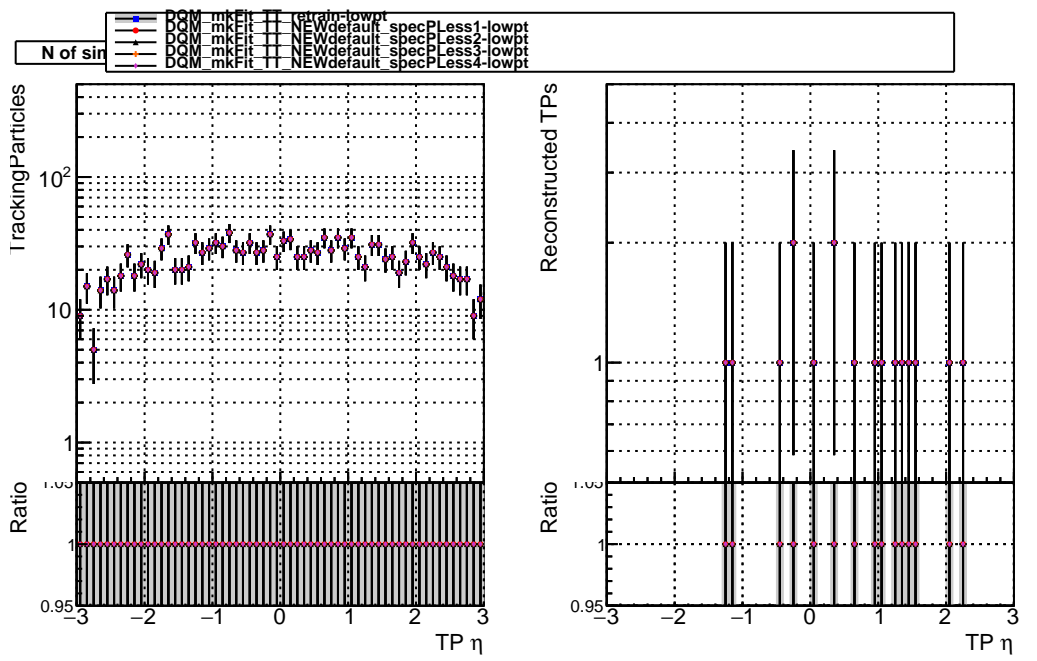 DQM_mkFit_TT_retrain-lowpt
DQM_mkFit_TT_NEWdefault_specPLess1-lowpt
DQM_mkFit_TT_NEWdefault_specPLess2-lowpt
DQM_mkFit_TT_NEWdefault_specPLess3-lowpt
DQM_mkFit_TT_NEWdefault_specPLess4-lowpt
N of sim
TrackingParticles
10²
10
1
Ratio
1.05
1
0.95
−3 −2 −1 0 1 2 3
TP η
Reconstructed TPs
1
Ratio
1.05
1
0.95
−3 −2 −1 0 1 2 3
TP η